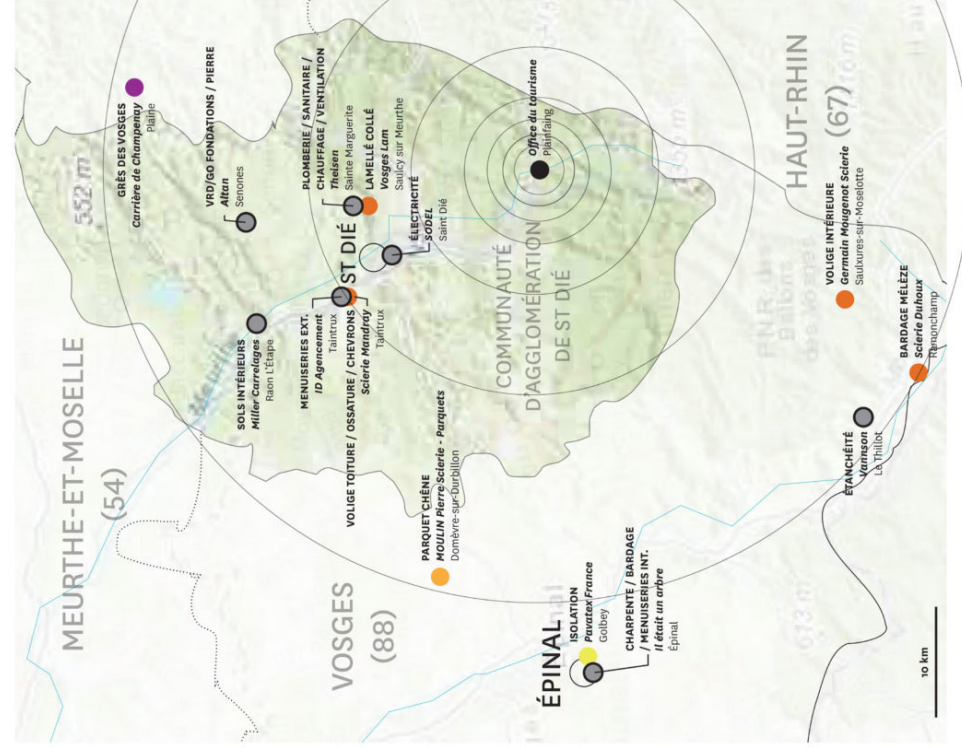 MEURTHE-ET-MOSELLE
(54)
VOSGES
(88)
HAUT-RHIN
(67)
COMMUNAUTÉ
D'AGGLOMÉRATION
DE ST DIÉ
552 m
GRÈS DES VOSGES
Carrière de champenay
Plaine
VRD/GO FONDATIONS / PIERRE
Altan
Senones
PLOMBERIE / SANITAIRE /
CHAUFFAGE / VENTILATION
Theisen
Sainte Marguerite
LAMELLÉ COLLÉ
Vosges Lam
Saulcy sur Meurthe
ST DIÉ
ÉLECTRICITÉ
SODEL
Saint Dié
SOLS INTÉRIEURS
Miller Carrelages
Raon L'Étape
MENUISERIES EXT.
ID Agencement
Taintrux
VOLIGE TOITURE / OSSATURE / CHEVRONS
Scierie Mandray
Taintrux
Office du tourisme
Plainfaing
PARQUET CHÊNE
MOULIN Pierre Scierie - Parquets
Domèvre-sur-Durbillon
ÉPINAL
ISOLATION
Pavatex France
Golbey
CHARPENTE / BARDAGE
/ MENUISERIES INT.
Il était un arbre
Épinal
VOLIGE INTÉRIEURE
Germain Mougenot Scierie
Saulxures-sur-Moselotte
BARDAGE MÉLÈZE
Scierie Duhoux
Ramonchamp
ÉTANCHÉITÉ
Vannson
Le Thillot
10 km